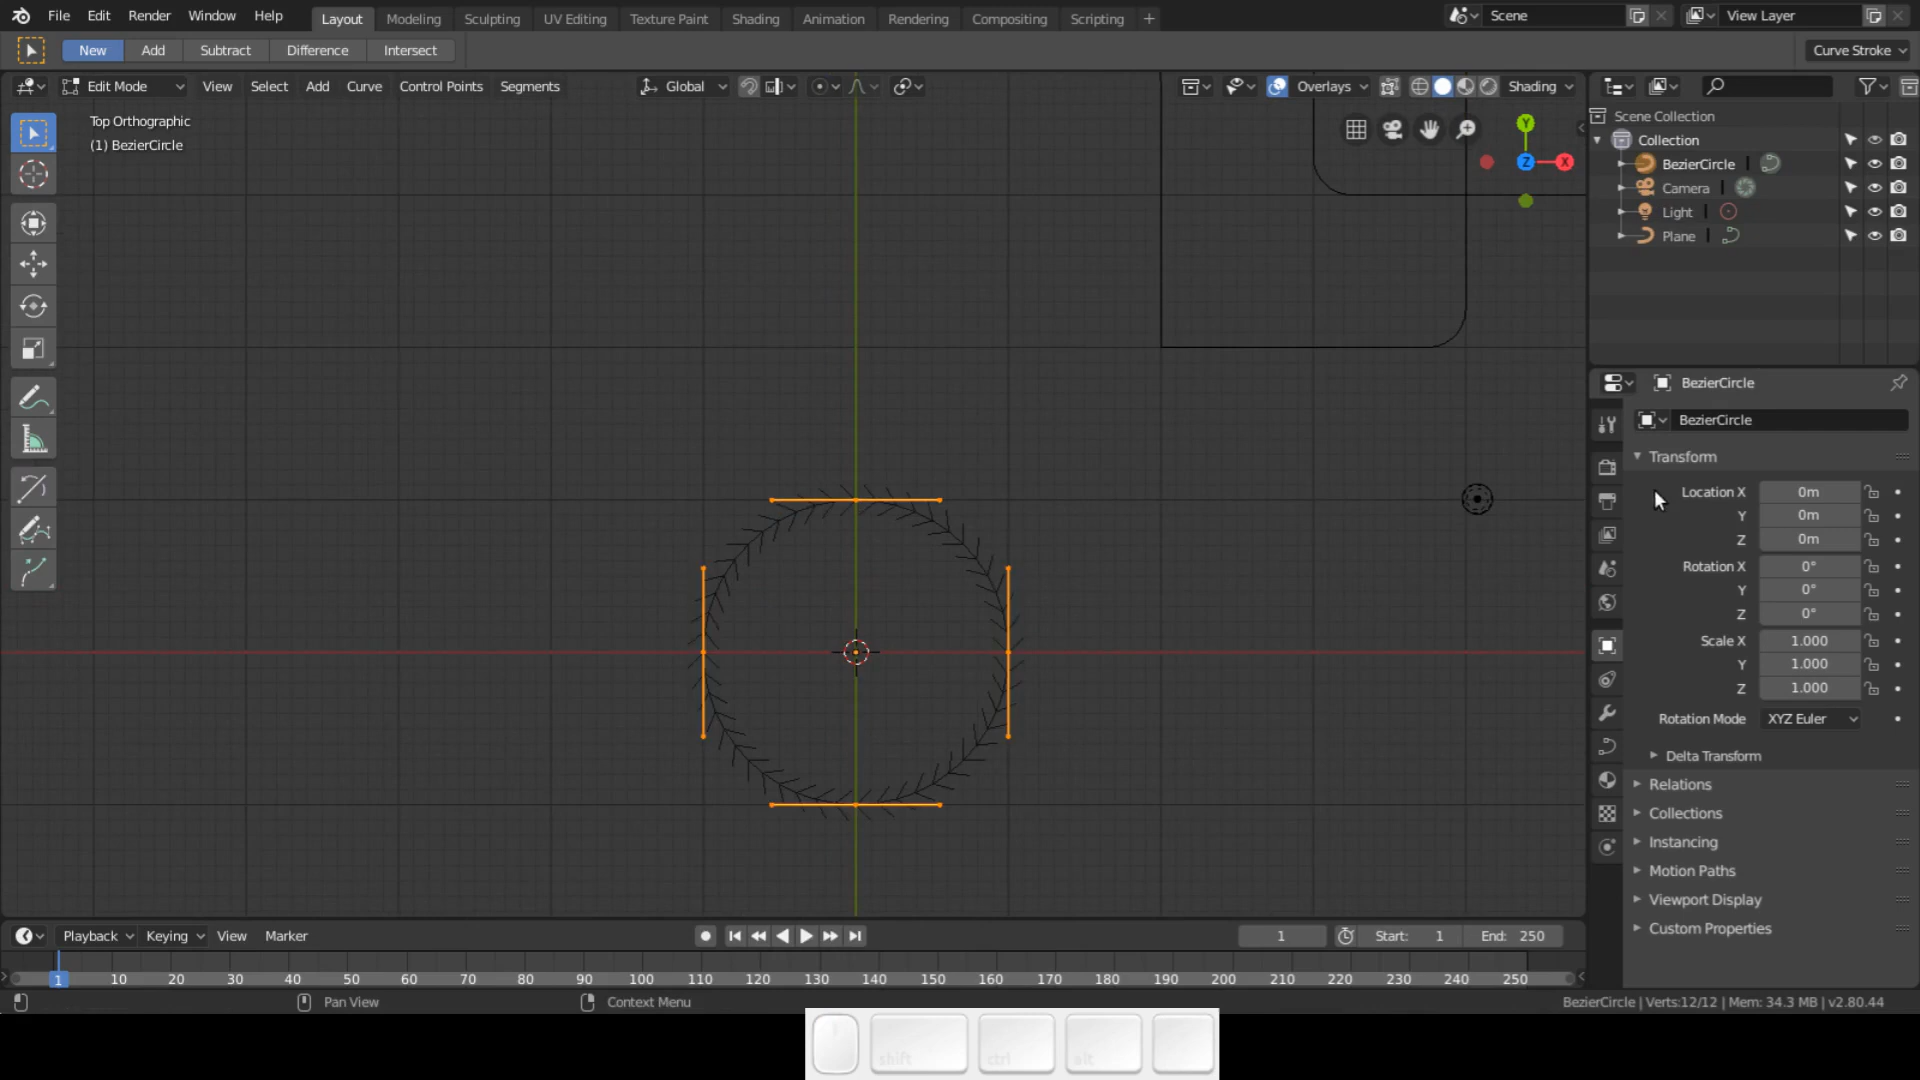 File Edit Render Window Help Layout Modeling Sculpting UV Editing Texture Paint Shading Animation Rendering Compositing Scripting + Scene View Layer
New Add Subtract Difference Intersect Curve Stroke
Edit Mode View Select Add Curve Control Points Segments Global Overlays Shading
Top Orthographic
(1) BezierCircle
Y
Z
X
Scene Collection
Collection
BezierCircle
Camera
Light
Plane
BezierCircle
BezierCircle
Transform
Location X 0m
Y 0m
Z 0m
Rotation X 0°
Y 0°
Z 0°
Scale X 1.000
Y 1.000
Z 1.000
Rotation Mode XYZ Euler
Delta Transform
Relations
Collections
Instancing
Motion Paths
Viewport Display
Custom Properties
Playback Keying View Marker 1 Start: 1 End: 250
1 10 20 30 40 50 60 70 80 90 100 110 120 130 140 150 160 170 180 190 200 210 220 230 240 250
Pan View Context Menu BezierCircle | Verts:12/12 | Mem: 34.3 MB | v2.80.44
shift ctrl alt